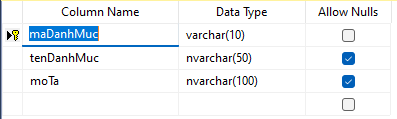 Column Name Data Type Allow Nulls
maDanhMuc varchar(10)
tenDanhMuc nvarchar(50)
moTa nvarchar(100)